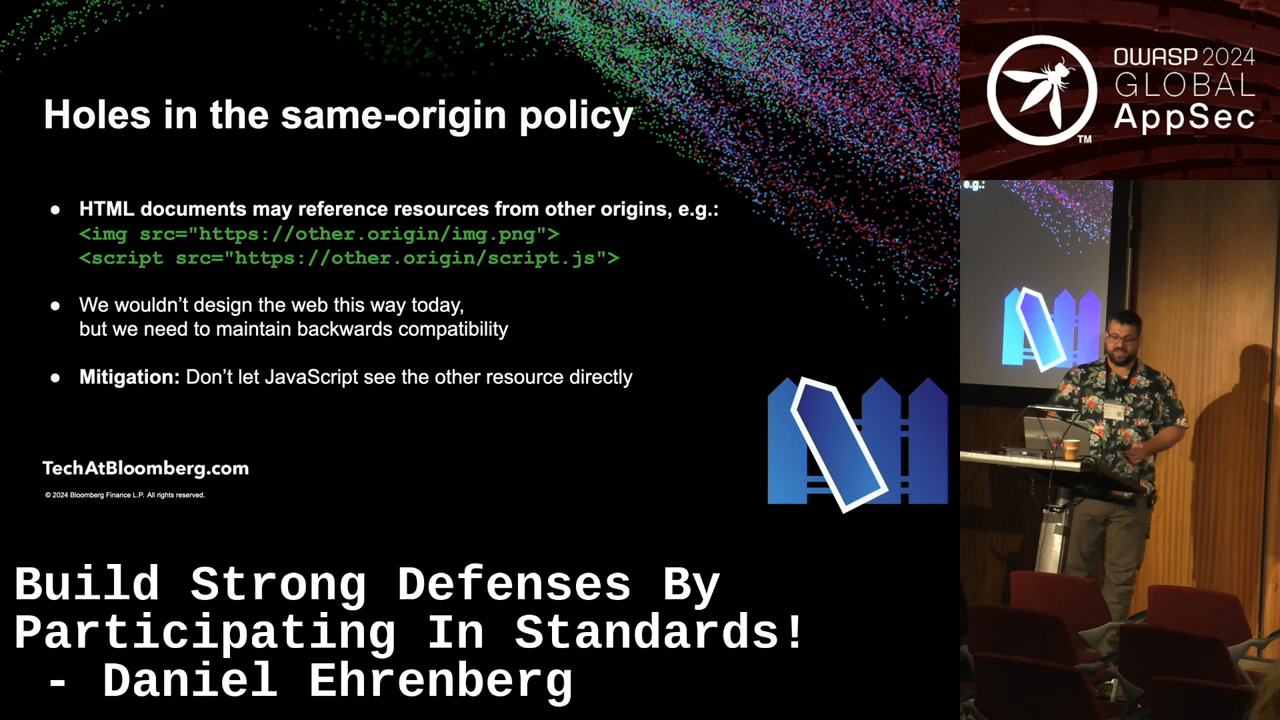 Holes in the same-origin policy
● HTML documents may reference resources from other origins, e.g.:
<img src="https://other.origin/img.png">
<script src="https://other.origin/script.js">
● We wouldn’t design the web this way today,
but we need to maintain backwards compatibility
● Mitigation: Don’t let JavaScript see the other resource directly
TechAtBloomberg.com
© 2024 Bloomberg Finance L.P. All rights reserved.
Build Strong Defenses By
Participating In Standards!
- Daniel Ehrenberg
OWASP 2024
GLOBAL
AppSec
TM
e.g.: